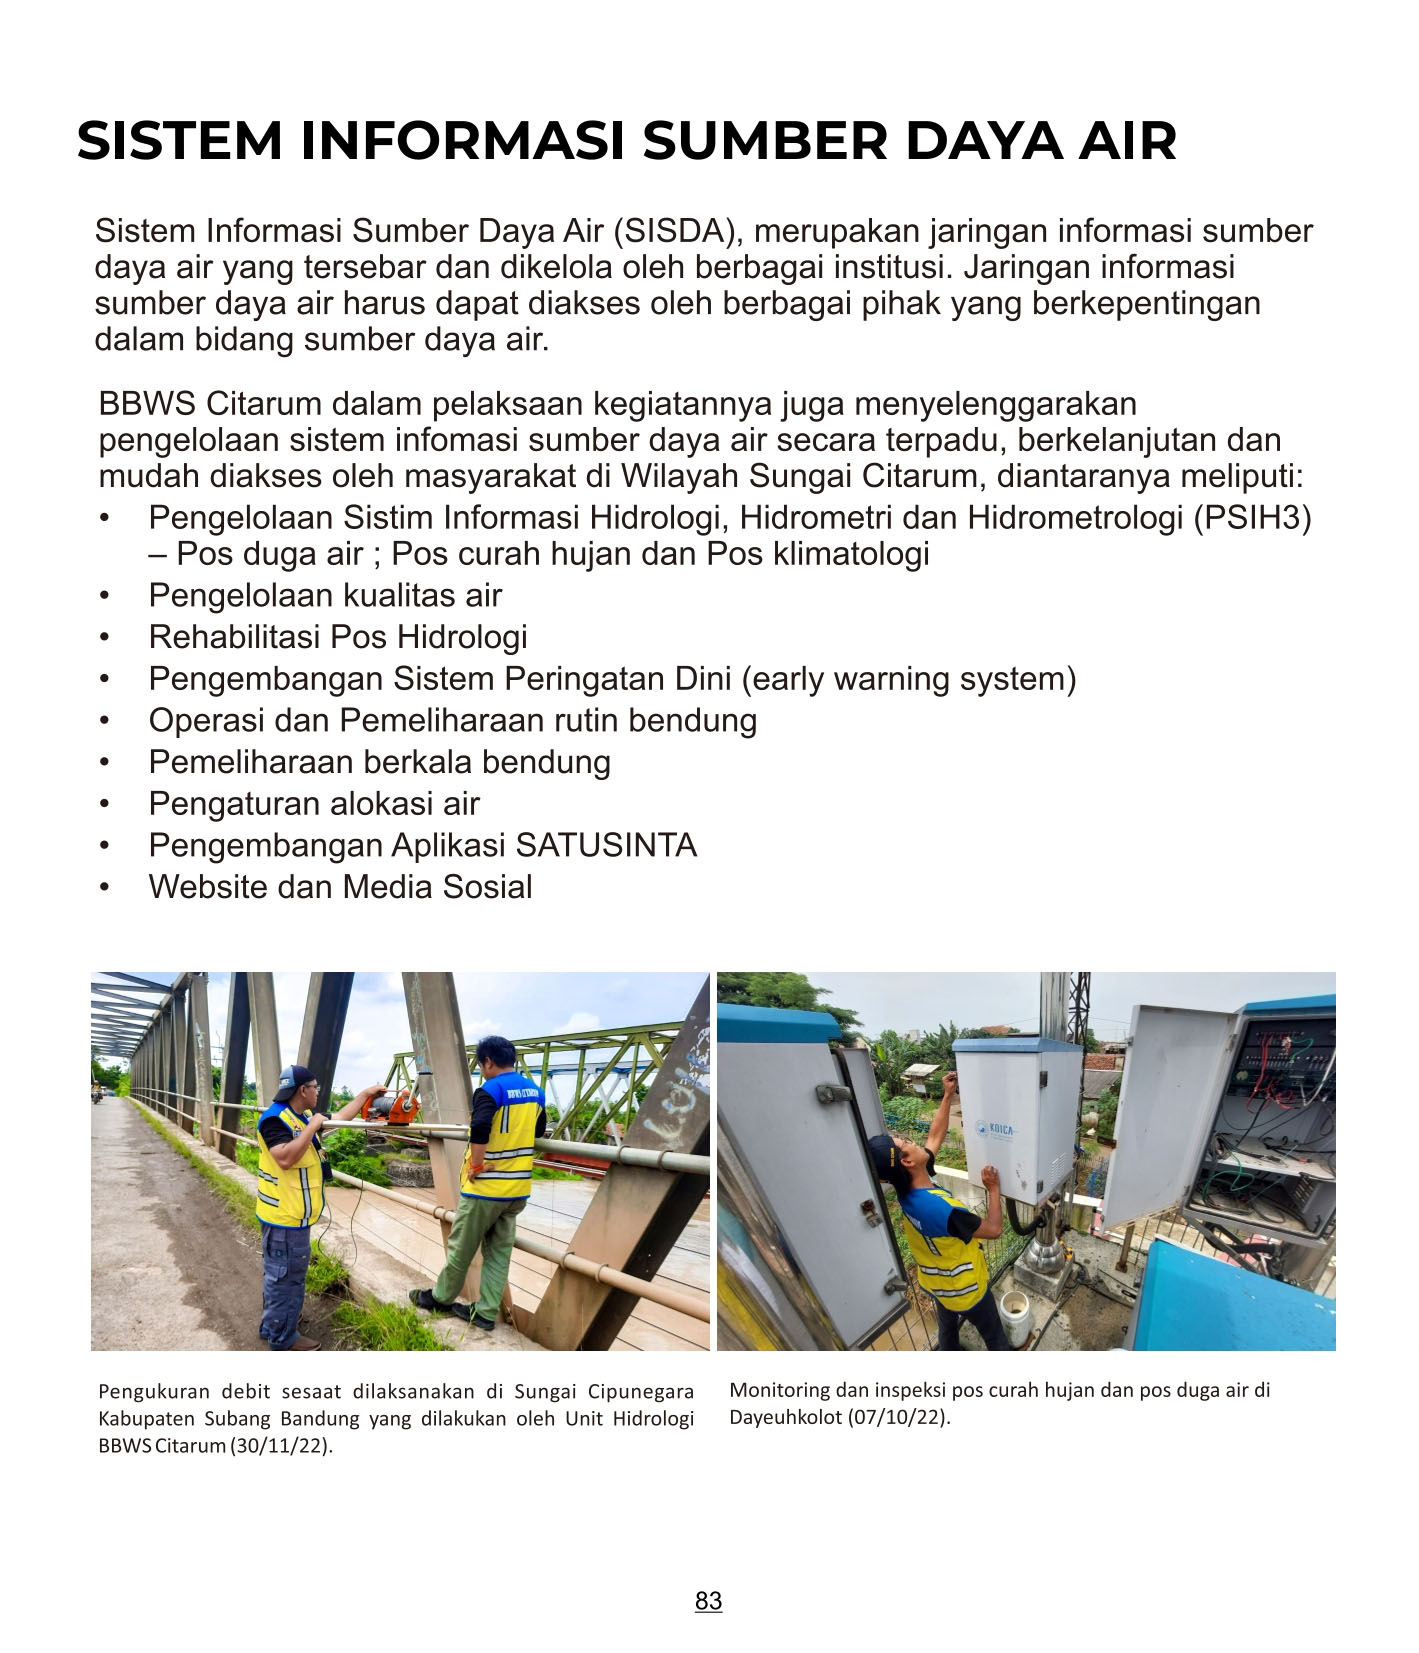 SISTEM INFORMASI SUMBER DAYA AIR
Sistem Informasi Sumber Daya Air (SISDA), merupakan jaringan informasi sumber
daya air yang tersebar dan dikelola oleh berbagai institusi. Jaringan informasi
sumber daya air harus dapat diakses oleh berbagai pihak yang berkepentingan
dalam bidang sumber daya air.
BBWS Citarum dalam pelaksaan kegiatannya juga menyelenggarakan
pengelolaan sistem infomasi sumber daya air secara terpadu, berkelanjutan dan
mudah diakses oleh masyarakat di Wilayah Sungai Citarum, diantaranya meliputi:
• Pengelolaan Sistim Informasi Hidrologi, Hidrometri dan Hidrometrologi (PSIH3)
– Pos duga air ; Pos curah hujan dan Pos klimatologi
• Pengelolaan kualitas air
• Rehabilitasi Pos Hidrologi
• Pengembangan Sistem Peringatan Dini (early warning system)
• Operasi dan Pemeliharaan rutin bendung
• Pemeliharaan berkala bendung
• Pengaturan alokasi air
• Pengembangan Aplikasi SATUSINTA
• Website dan Media Sosial
BBWS CITARUM
KOICA
Pengukuran debit sesaat dilaksanakan di Sungai Cipunegara
Kabupaten Subang Bandung yang dilakukan oleh Unit Hidrologi
BBWS Citarum (30/11/22).
Monitoring dan inspeksi pos curah hujan dan pos duga air di
Dayeuhkolot (07/10/22).
83